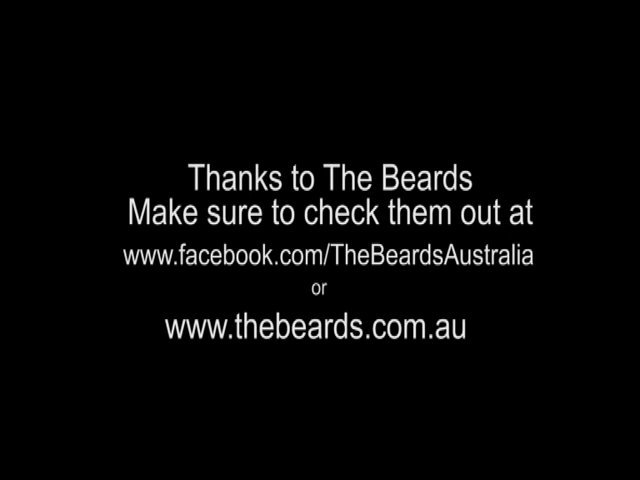 Thanks to The Beards
Make sure to check them out at
www.facebook.com/TheBeardsAustralia
or
www.thebeards.com.au